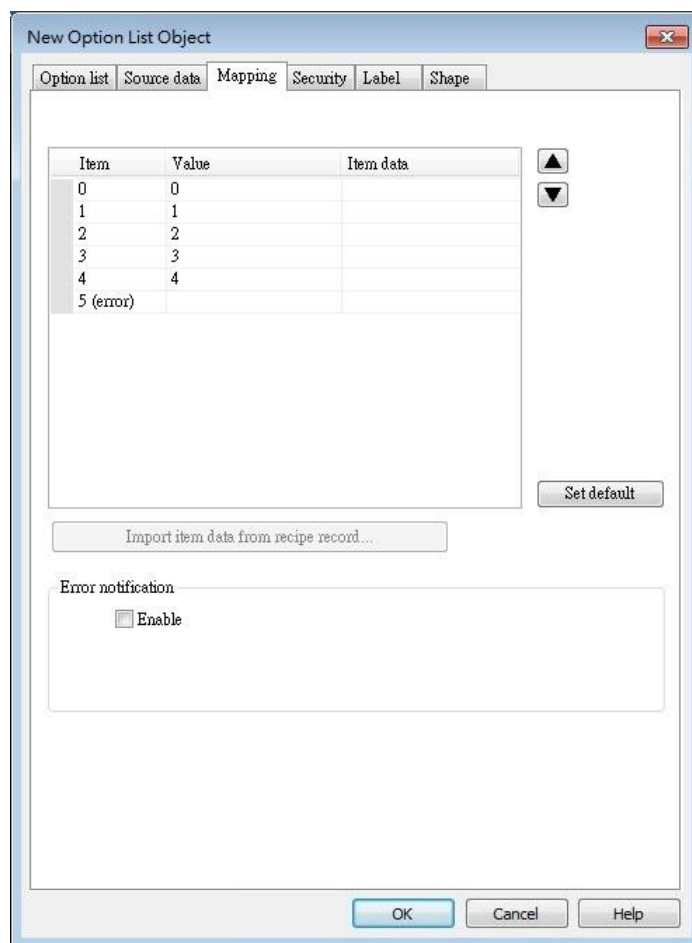 New Option List Object
Option list Source data Mapping Security Label Shape
Item Value Item data
0 0
1 1
2 2
3 3
4 4
5 (error)
Set default
Import item data from recipe record...
Error notification
Enable
OK Cancel Help